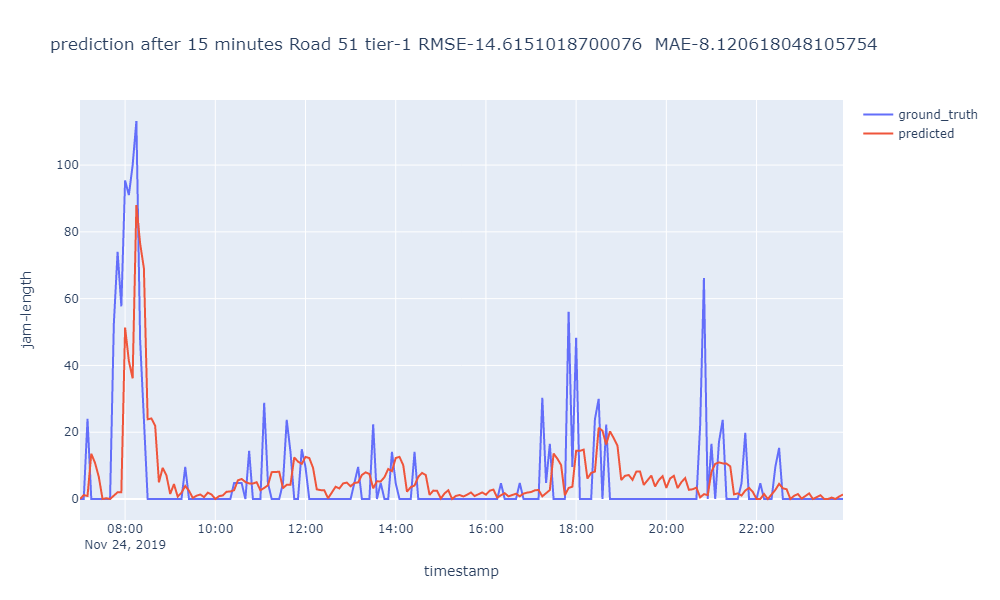 prediction after 15 minutes Road 51 tier-1 RMSE-14.6151018700076 MAE-8.120618048105754
ground_truth
predicted
100
80
60
40
20
0
jam-length
08:00 10:00 12:00 14:00 16:00 18:00 20:00 22:00
Nov 24, 2019
timestamp